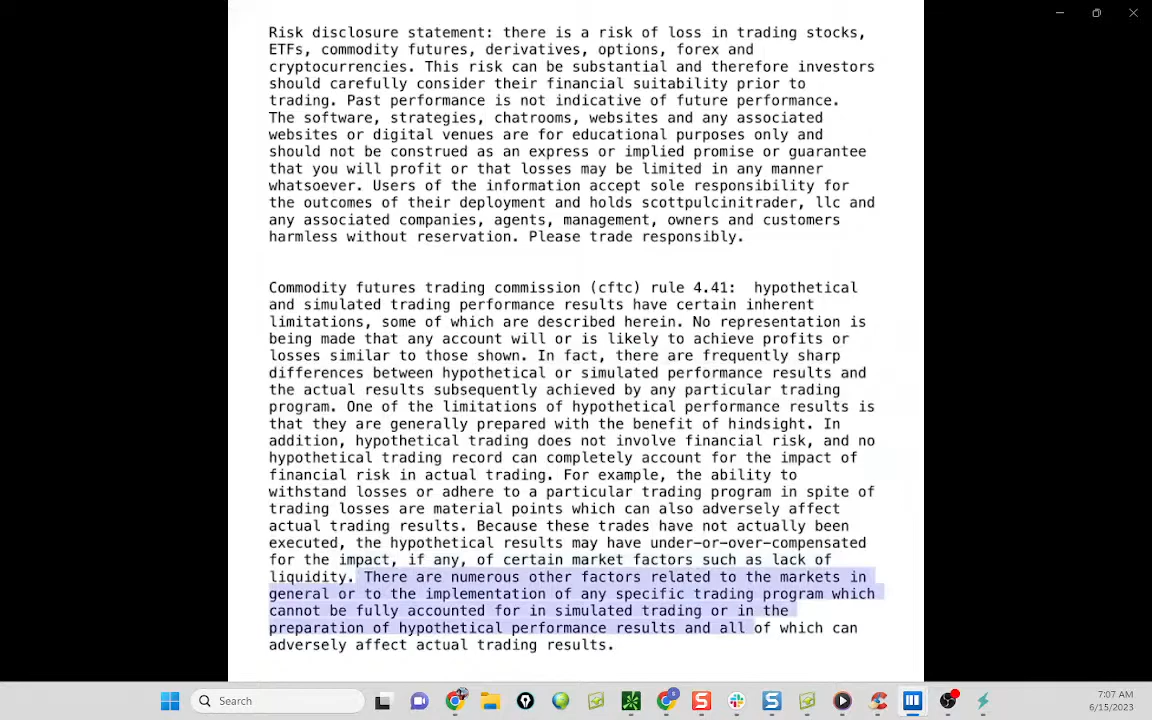 Risk disclosure statement: there is a risk of loss in trading stocks,
ETFs, commodity futures, derivatives, options, forex and
cryptocurrencies. This risk can be substantial and therefore investors
should carefully consider their financial suitability prior to
trading. Past performance is not indicative of future performance.
The software, strategies, chatrooms, websites and any associated
websites or digital venues are for educational purposes only and
should not be construed as an express or implied promise or guarantee
that you will profit or that losses may be limited in any manner
whatsoever. Users of the information accept sole responsibility for
the outcomes of their deployment and holds scottpulcinitrader, llc and
any associated companies, agents, management, owners and customers
harmless without reservation. Please trade responsibly.
Commodity futures trading commission (cftc) rule 4.41:  hypothetical
and simulated trading performance results have certain inherent
limitations, some of which are described herein. No representation is
being made that any account will or is likely to achieve profits or
losses similar to those shown. In fact, there are frequently sharp
differences between hypothetical or simulated performance results and
the actual results subsequently achieved by any particular trading
program. One of the limitations of hypothetical performance results is
that they are generally prepared with the benefit of hindsight. In
addition, hypothetical trading does not involve financial risk, and no
hypothetical trading record can completely account for the impact of
financial risk in actual trading. For example, the ability to
withstand losses or adhere to a particular trading program in spite of
trading losses are material points which can also adversely affect
actual trading results. Because these trades have not actually been
executed, the hypothetical results may have under-or-over-compensated
for the impact, if any, of certain market factors such as lack of
liquidity. There are numerous other factors related to the markets in
general or to the implementation of any specific trading program which
cannot be fully accounted for in simulated trading or in the
preparation of hypothetical performance results and all of which can
adversely affect actual trading results.
Search
7:07 AM
6/15/2023